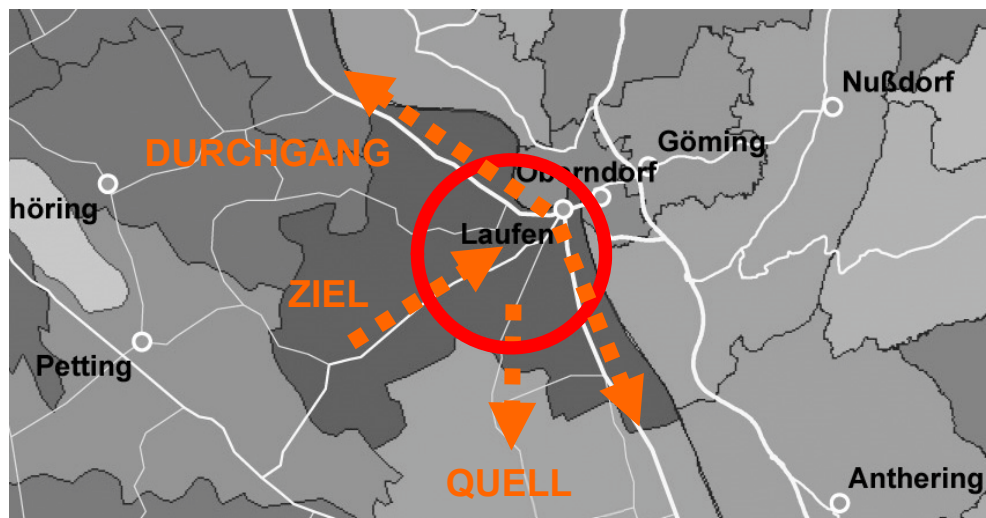 Nußdorf
Göming
DURCHGANG
Oberndorf
höring
Laufen
ZIEL
Petting
QUELL
Anthering